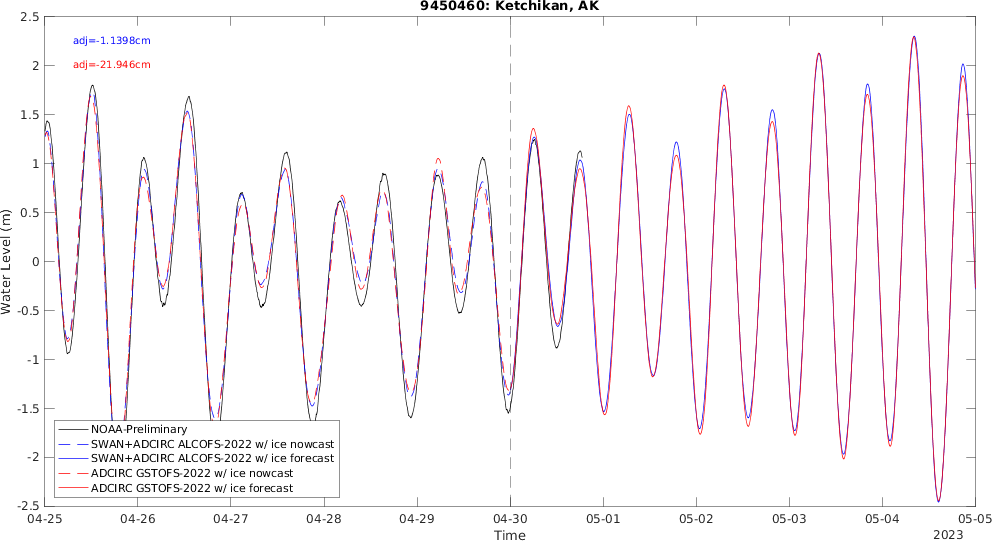 9450460: Ketchikan, AK
adj=-1.1398cm
adj=-21.946cm
Water Level (m)
2.5
2
1.5
1
0.5
0
-0.5
-1
-1.5
-2
-2.5
NOAA-Preliminary
SWAN+ADCIRC ALCOFS-2022 w/ ice nowcast
SWAN+ADCIRC ALCOFS-2022 w/ ice forecast
ADCIRC GSTOFS-2022 w/ ice nowcast
ADCIRC GSTOFS-2022 w/ ice forecast
04-25 04-26 04-27 04-28 04-29 04-30 05-01 05-02 05-03 05-04 05-05
Time
2023